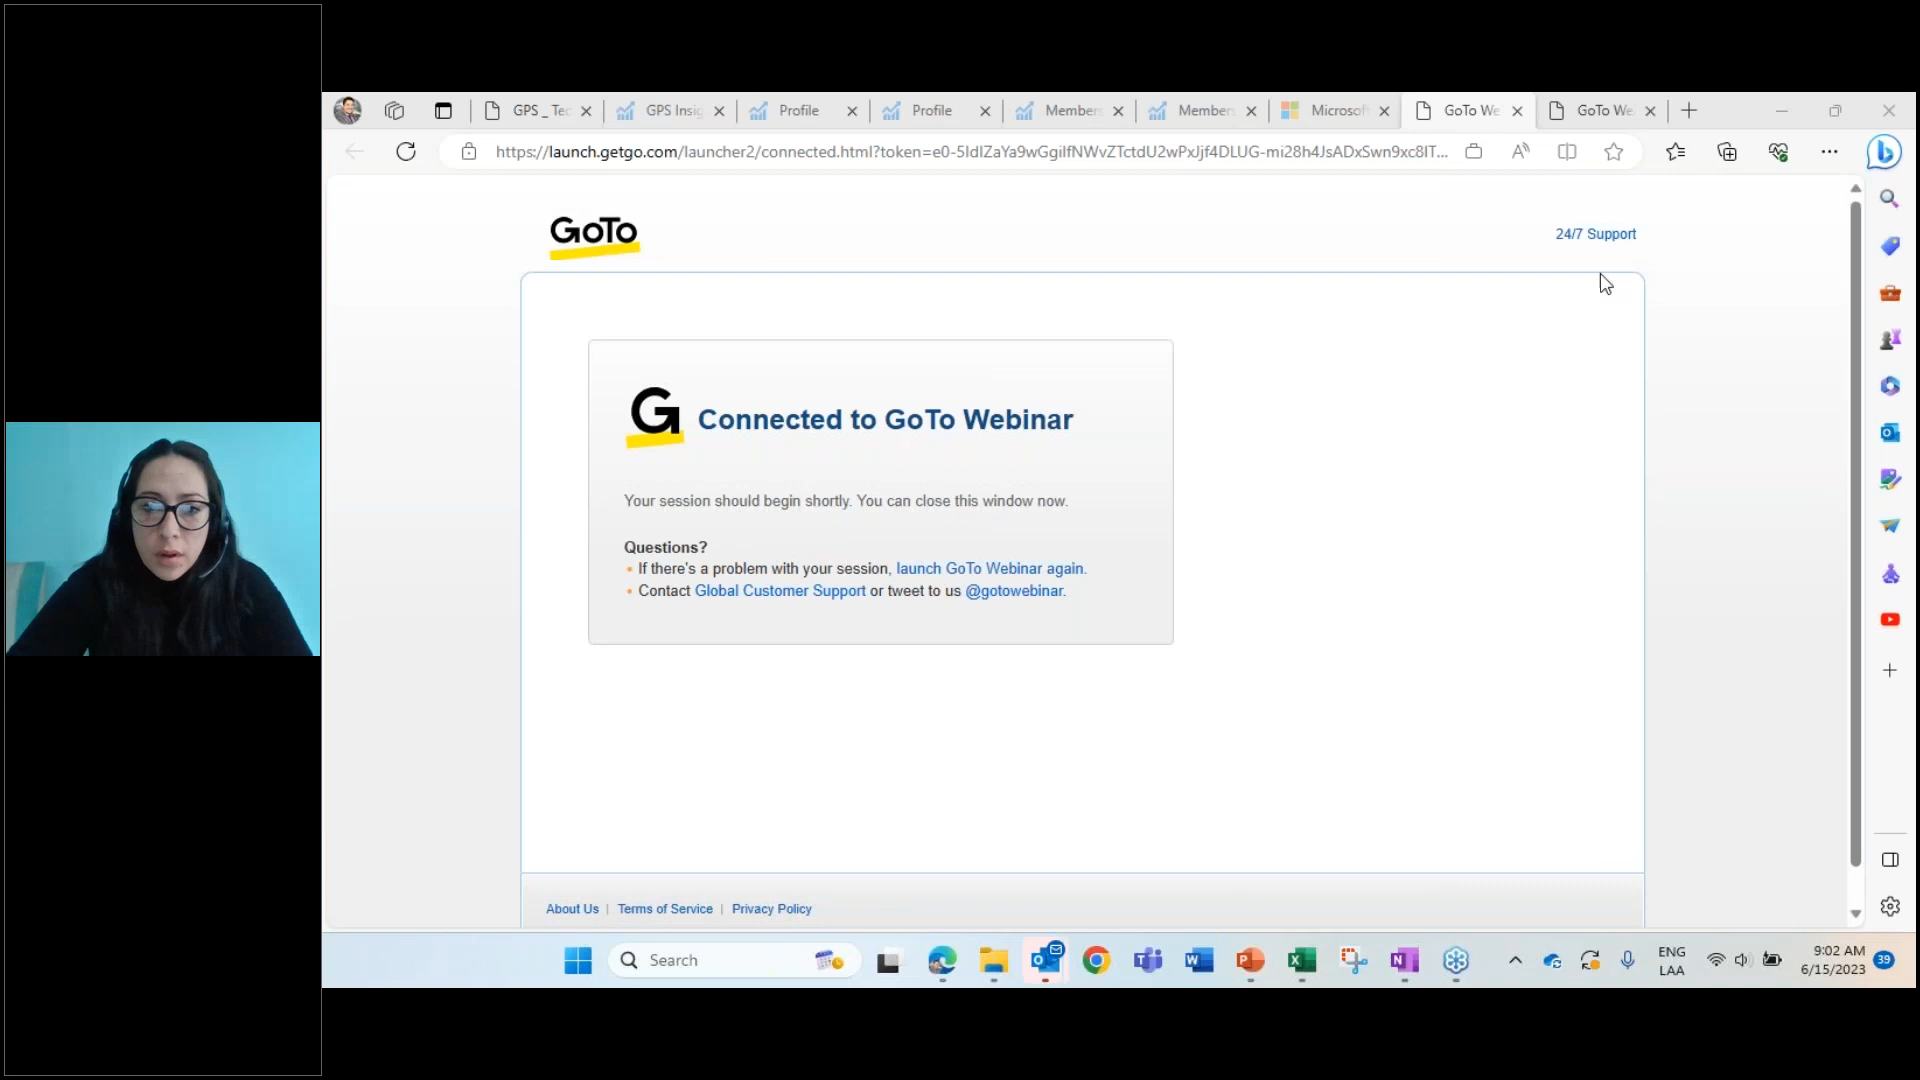 GPS _ Tec
GPS Insig
Profile
Profile
Members
Members
Microsof
GoTo We
GoTo We
https://launch.getgo.com/launcher2/connected.html?token=e0-5IdIZaYa9wGgiIfNWvZTctdU2wPxJjf4DLUG-mi28h4JsADxSwn9xc8IT...
GoTo
24/7 Support
G Connected to GoTo Webinar
Your session should begin shortly. You can close this window now.
Questions?
• If there's a problem with your session, launch GoTo Webinar again.
• Contact Global Customer Support or tweet to us @gotowebinar.
About Us | Terms of Service | Privacy Policy
Search
ENG
LAA
9:02 AM
6/15/2023
39